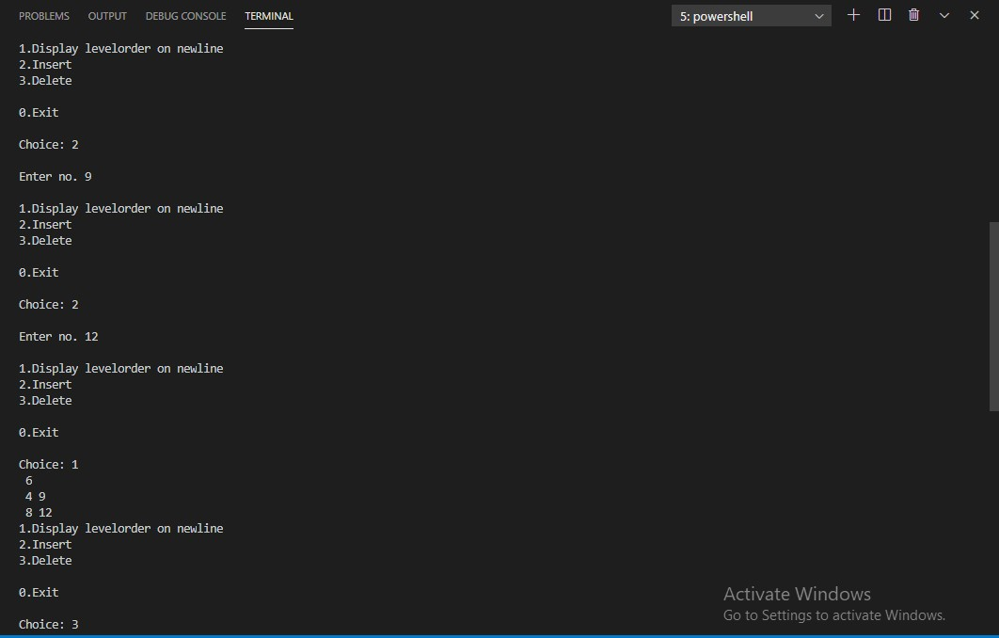 PROBLEMS OUTPUT DEBUG CONSOLE TERMINAL 5: powershell
1.Display levelorder on newline
2.Insert
3.Delete
0.Exit
Choice: 2
Enter no. 9
1.Display levelorder on newline
2.Insert
3.Delete
0.Exit
Choice: 2
Enter no. 12
1.Display levelorder on newline
2.Insert
3.Delete
0.Exit
Choice: 1
6
4 9
8 12
1.Display levelorder on newline
2.Insert
3.Delete
0.Exit
Choice: 3
Activate Windows
Go to Settings to activate Windows.